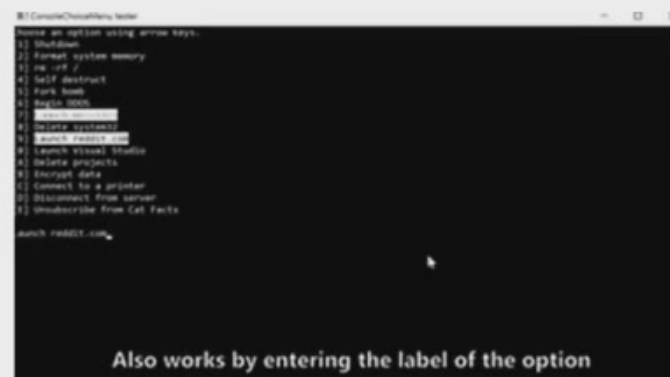 ConsoleChoiceMenu tester
Choose an option using arrow keys.
[1] Shutdown
[2] Format system memory
[3] rm -rf /
[4] Self destruct
[5] Fork bomb
[6] Begin DDOS
[7] Launch
[8] Delete system32
[9] Launch reddit.com
Launch Visual Studio
[A] Delete projects
[B] Encrypt data
[C] Connect to a printer
[D] Disconnect from server
[E] Unsubscribe from Cat Facts
Launch reddit.com
Also works by entering the label of the option